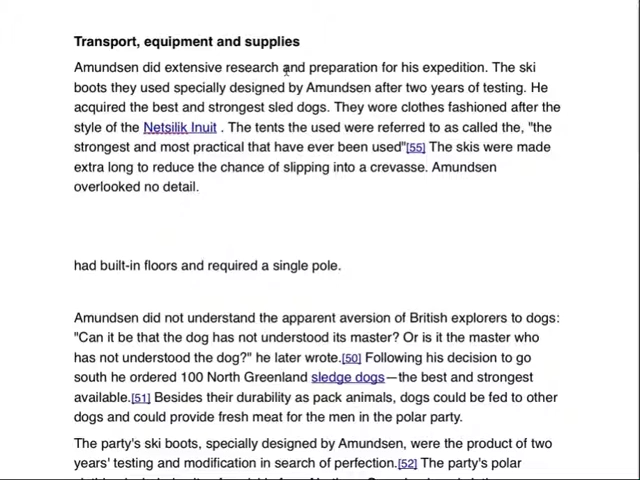 Transport, equipment and supplies
Amundsen did extensive research and preparation for his expedition. The ski
boots they used specially designed by Amundsen after two years of testing. He
acquired the best and strongest sled dogs. They wore clothes fashioned after the
style of the Netsilik Inuit . The tents the used were referred to as called the, "the
strongest and most practical that have ever been used"[55] The skis were made
extra long to reduce the chance of slipping into a crevasse. Amundsen
overlooked no detail.
had built-in floors and required a single pole.
Amundsen did not understand the apparent aversion of British explorers to dogs:
"Can it be that the dog has not understood its master? Or is it the master who
has not understood the dog?" he later wrote.[50] Following his decision to go
south he ordered 100 North Greenland sledge dogs—the best and strongest
available.[51] Besides their durability as pack animals, dogs could be fed to other
dogs and could provide fresh meat for the men in the polar party.
The party's ski boots, specially designed by Amundsen, were the product of two
years' testing and modification in search of perfection.[52] The party's polar